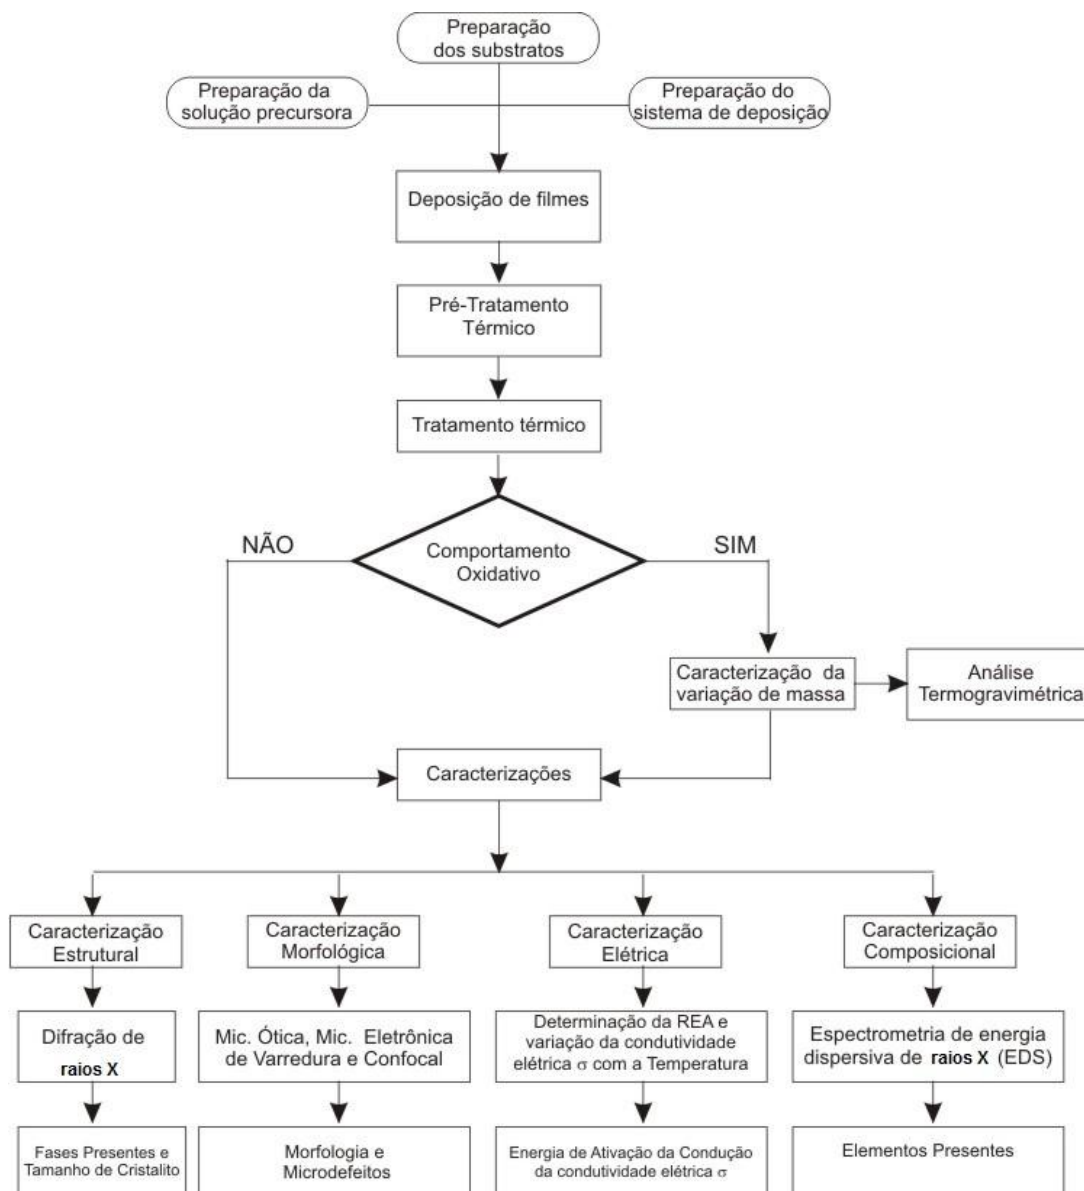 Preparação
dos substratos
Preparação da
solução precursora
Preparação do
sistema de deposição
Deposição de filmes
Pré-Tratamento
Térmico
Tratamento térmico
NÃO
Comportamento
Oxidativo
SIM
Caracterização da
variação de massa
Análise
Termogravimétrica
Caracterizações
Caracterização
Estrutural
Caracterização
Morfológica
Caracterização
Elétrica
Caracterização
Composicional
Difração de
raios X
Mic. Ótica, Mic. Eletrônica
de Varredura e Confocal
Determinação da REA e
variação da condutividade
elétrica σ com a Temperatura
Espectrometria de energia
dispersiva de raios X (EDS)
Fases Presentes e
Tamanho de Cristalito
Morfologia e
Microdefeitos
Energia de Ativação da Condução
da condutividade elétrica σ
Elementos Presentes